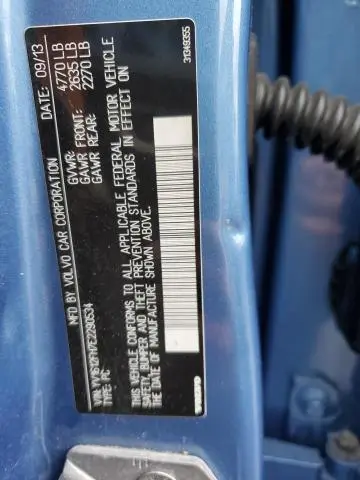 MFD BY VOLVO CAR CORPORATION DATE: 09/13
GVWR: 4770 LB
GAWR FRONT: 2635 LB
GAWR REAR: 2270 LB
TYPE: PC
THIS VEHICLE CONFORMS TO ALL APPLICABLE FEDERAL MOTOR VEHICLE
SAFETY, BUMPER AND THEFT PREVENTION STANDARDS IN EFFECT ON
THE DATE OF MANUFACTURE SHOWN ABOVE.
VOLVO 31349355